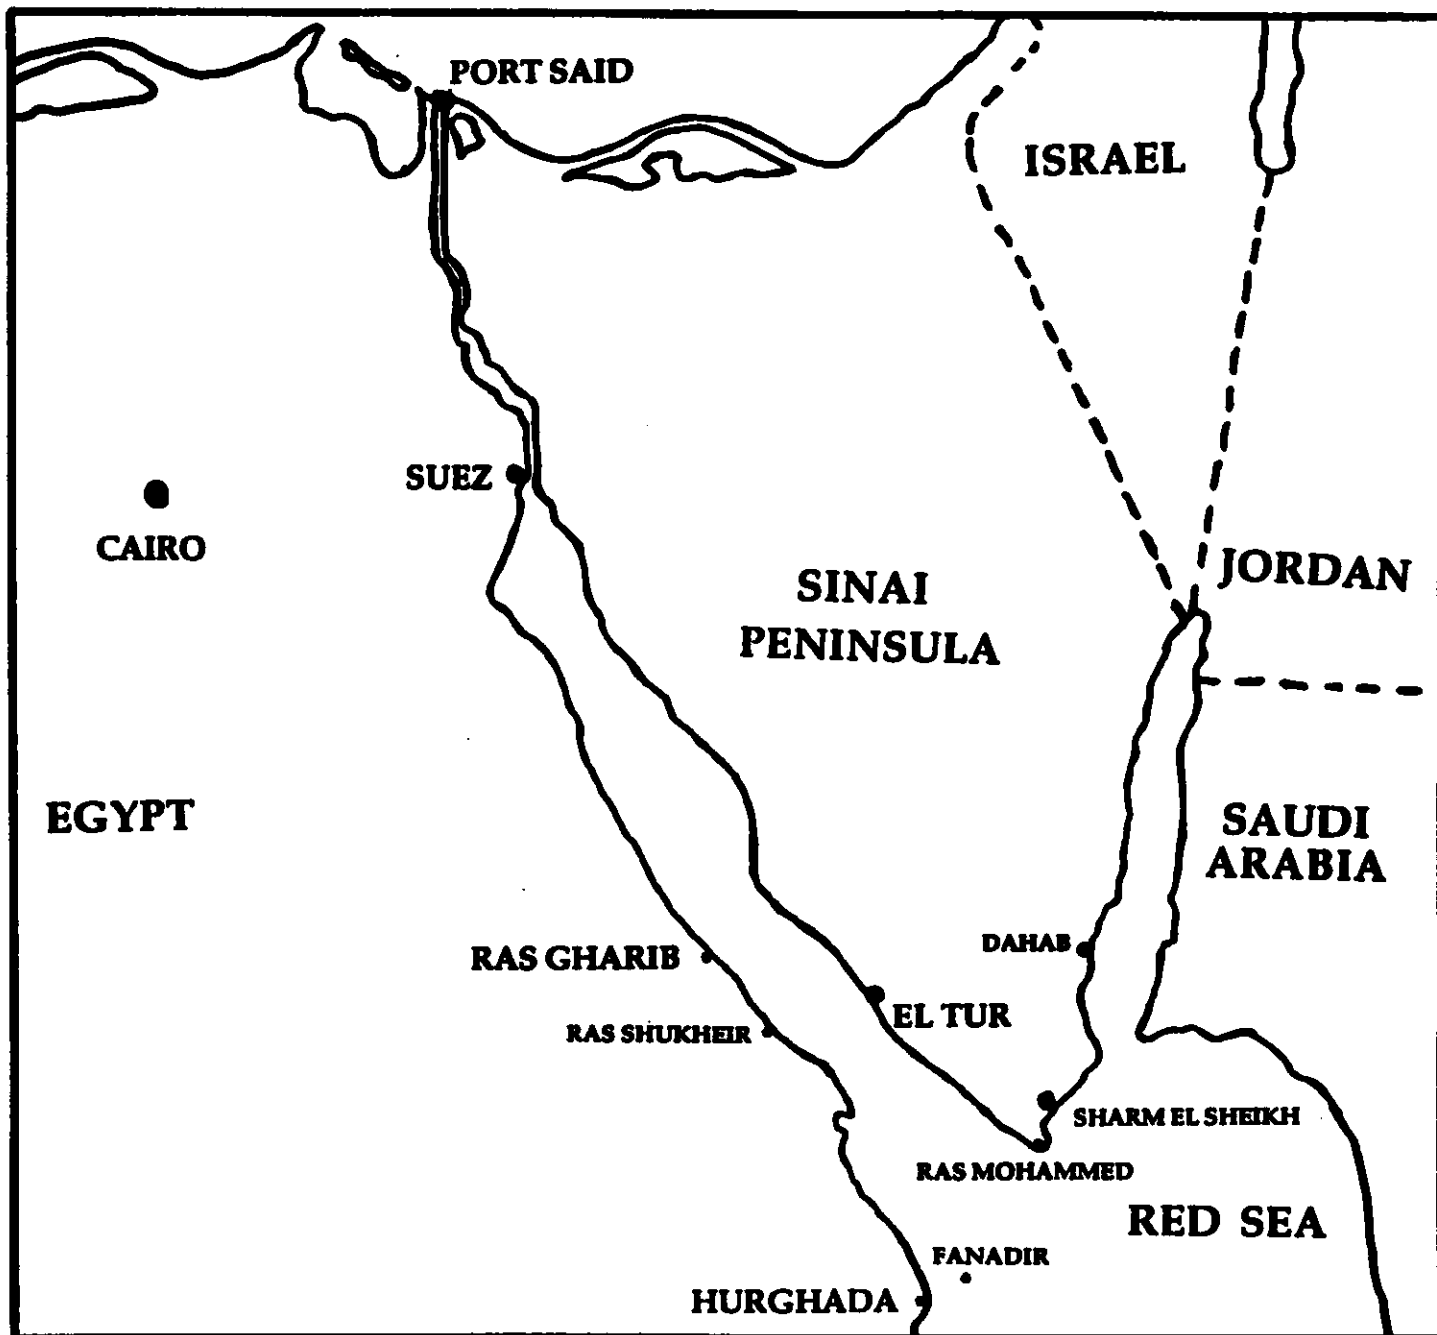 PORT SAID
ISRAEL
SUEZ
CAIRO
JORDAN
SINAI
PENINSULA
EGYPT
SAUDI
ARABIA
DAHAB
RAS GHARIB
EL TUR
RAS SHUKHEIR
SHARM EL SHEIKH
RAS MOHAMMED
RED SEA
FANADIR
HURGHADA